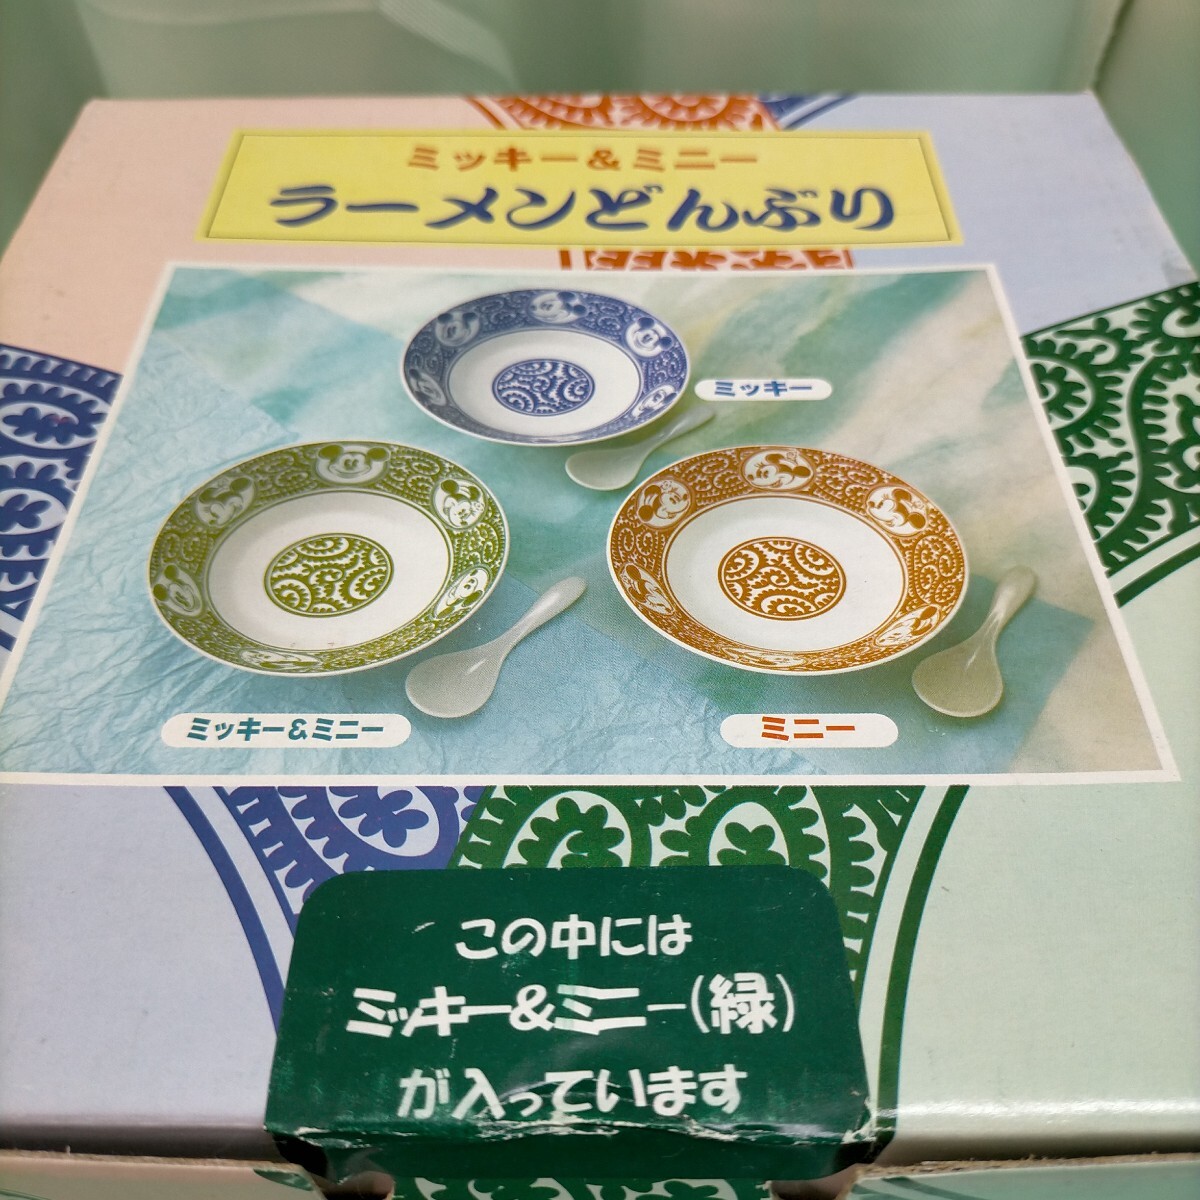 ミッキー&ミニー
ラーメンどんぶり
ミッキー
ミッキー&ミニー
ミニー
この中には
ミッキー&ミニー(緑)
が入っています